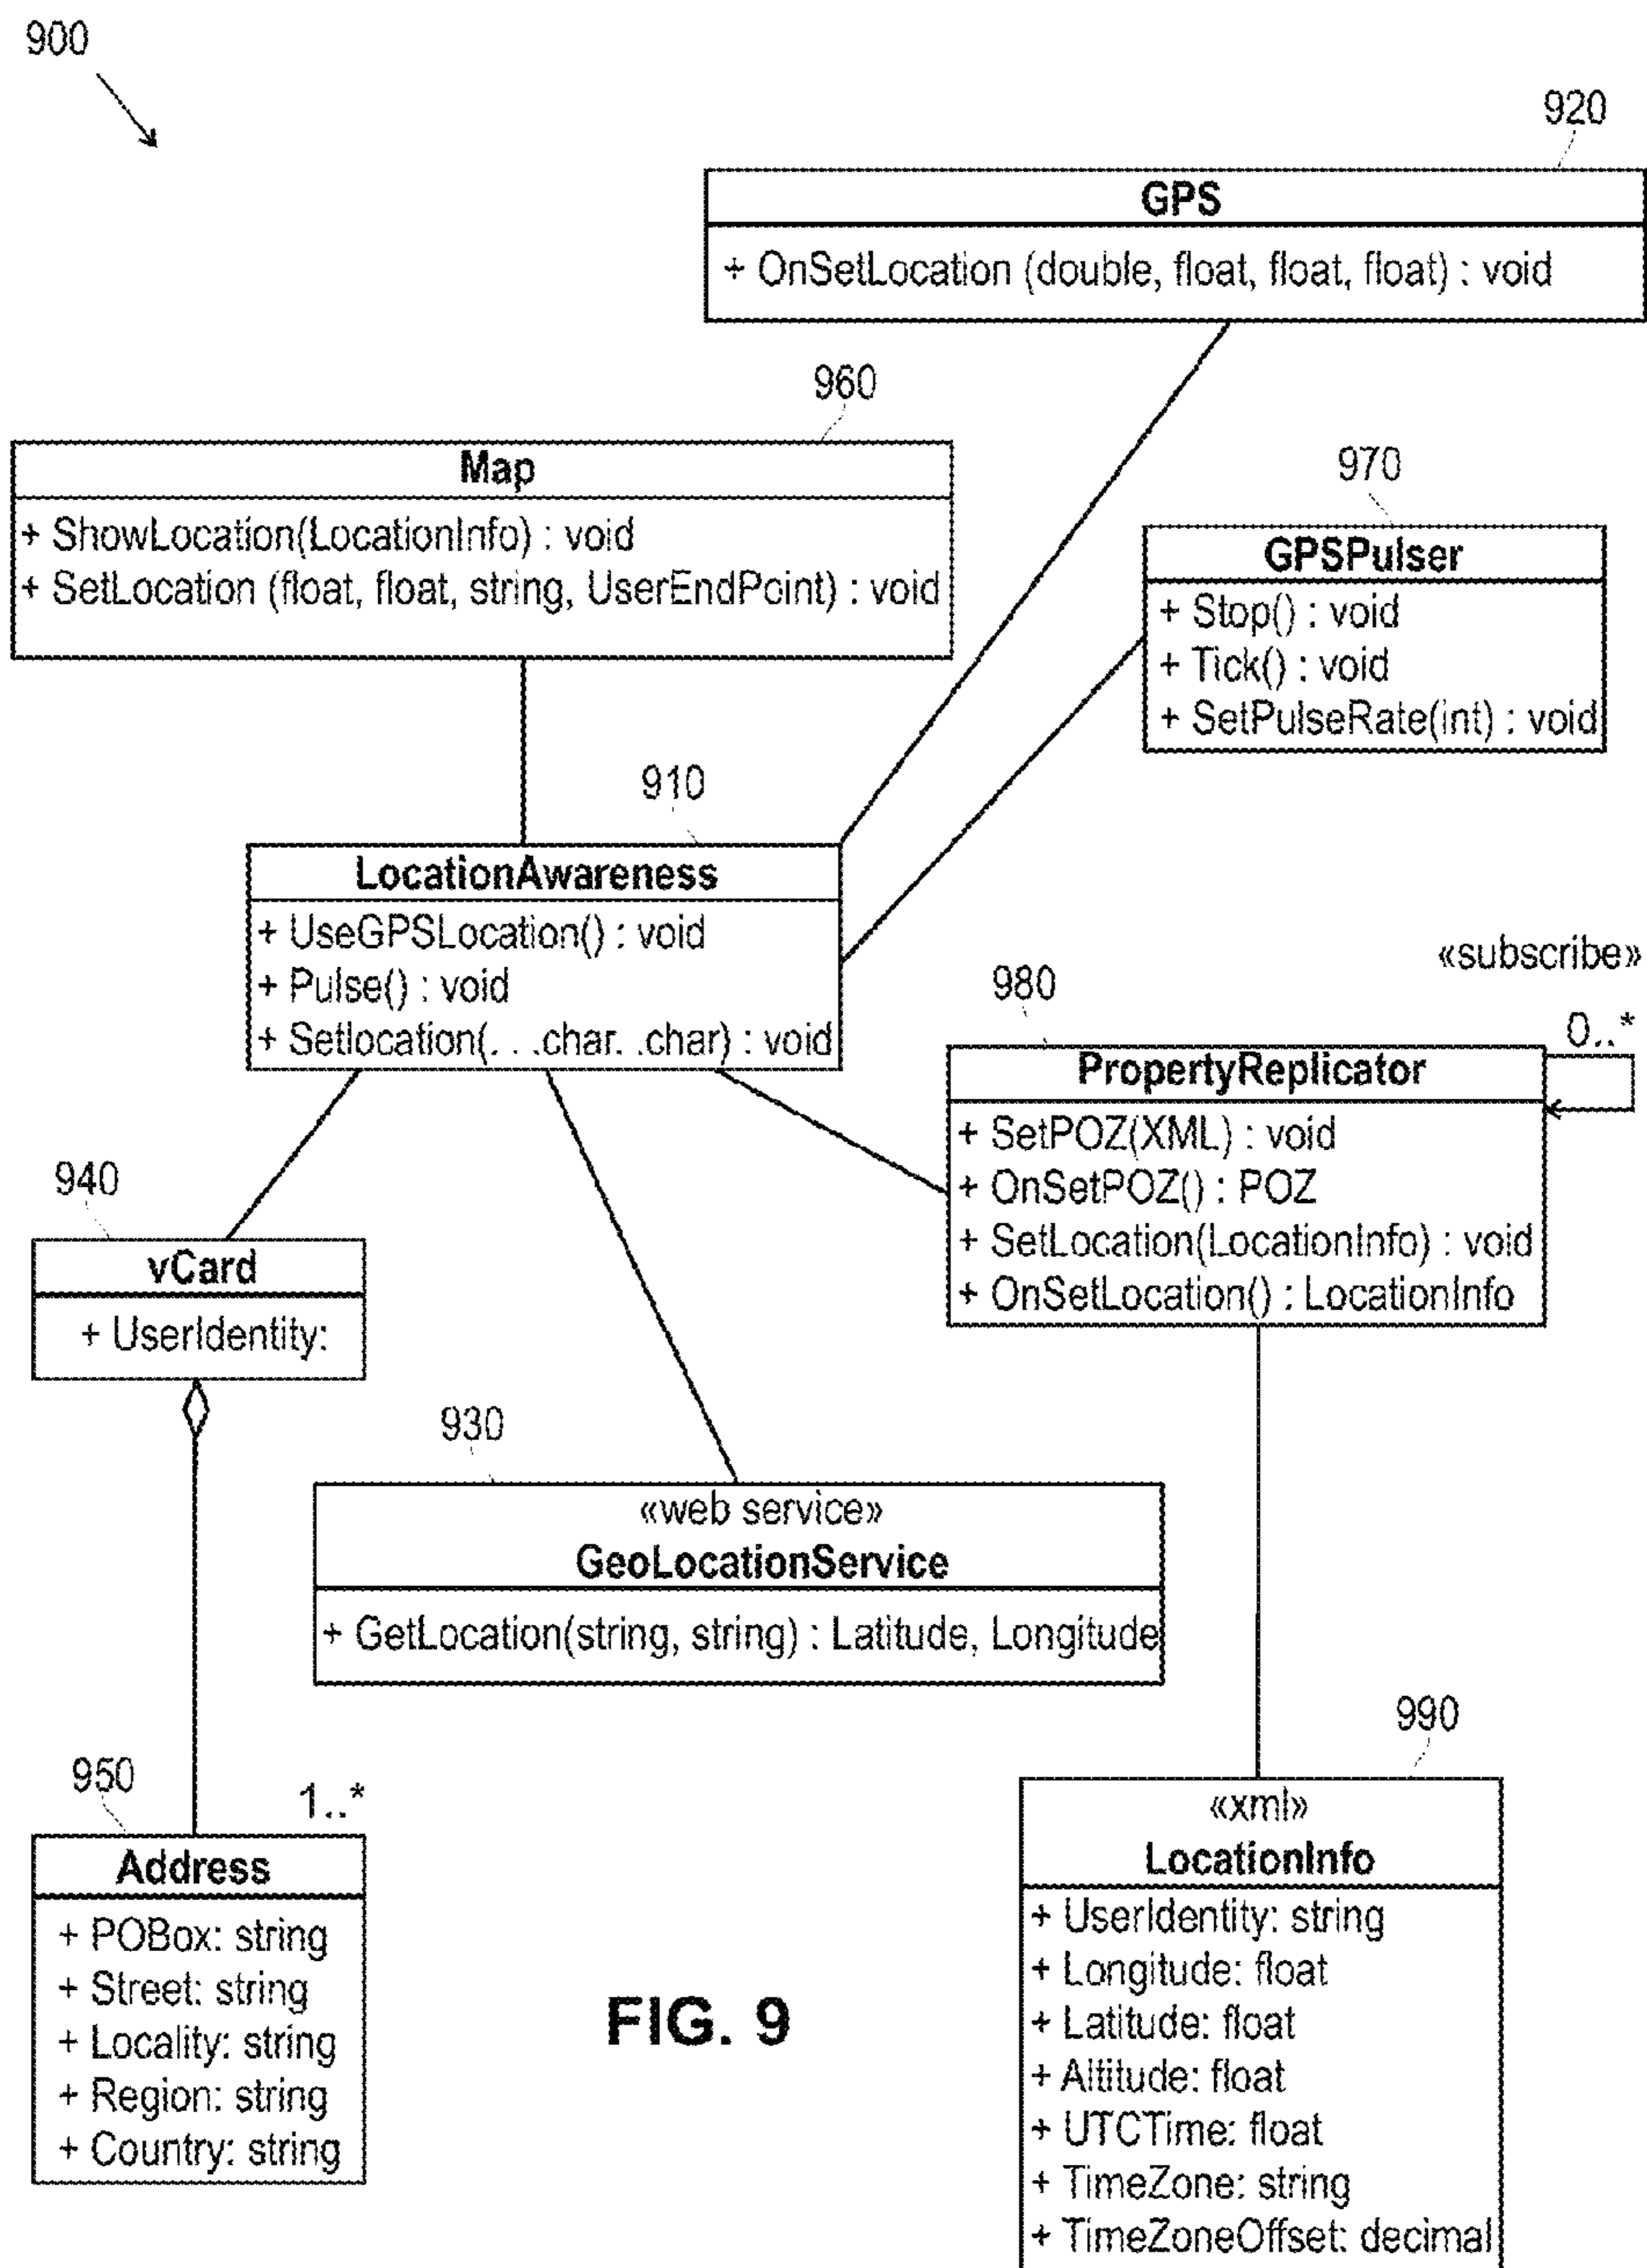 900
920
GPS
+ OnSetLocation (double, float, float, float) : void
960
Map
+ ShowLocation(LocationInfo) : void
+ SetLocation (float, float, string, UserEndPoint) : void
970
GPSPulser
+ Stop() : void
+ Tick() : void
+ SetPulseRate(int) : void
910
LocationAwareness
+ UseGPSLocation() : void
+ Pulse() : void
+ Setlocation(. . .char. .char) : void
«subscribe»
0..*
980
PropertyReplicator
+ SetPOZ(XML) : void
+ OnSetPOZ() : POZ
+ SetLocation(LocationInfo) : void
+ OnSetLocation() : LocationInfo
940
vCard
+ UserIdentity:
930
«web service»
GeoLocationService
+ GetLocation(string, string) : Latitude, Longitude
950
1..*
Address
+ POBox: string
+ Street: string
+ Locality: string
+ Region: string
+ Country: string
990
«xml»
LocationInfo
+ UserIdentity: string
+ Longitude: float
+ Latitude: float
+ Altitude: float
+ UTCTime: float
+ TimeZone: string
+ TimeZoneOffset: decimal
FIG. 9